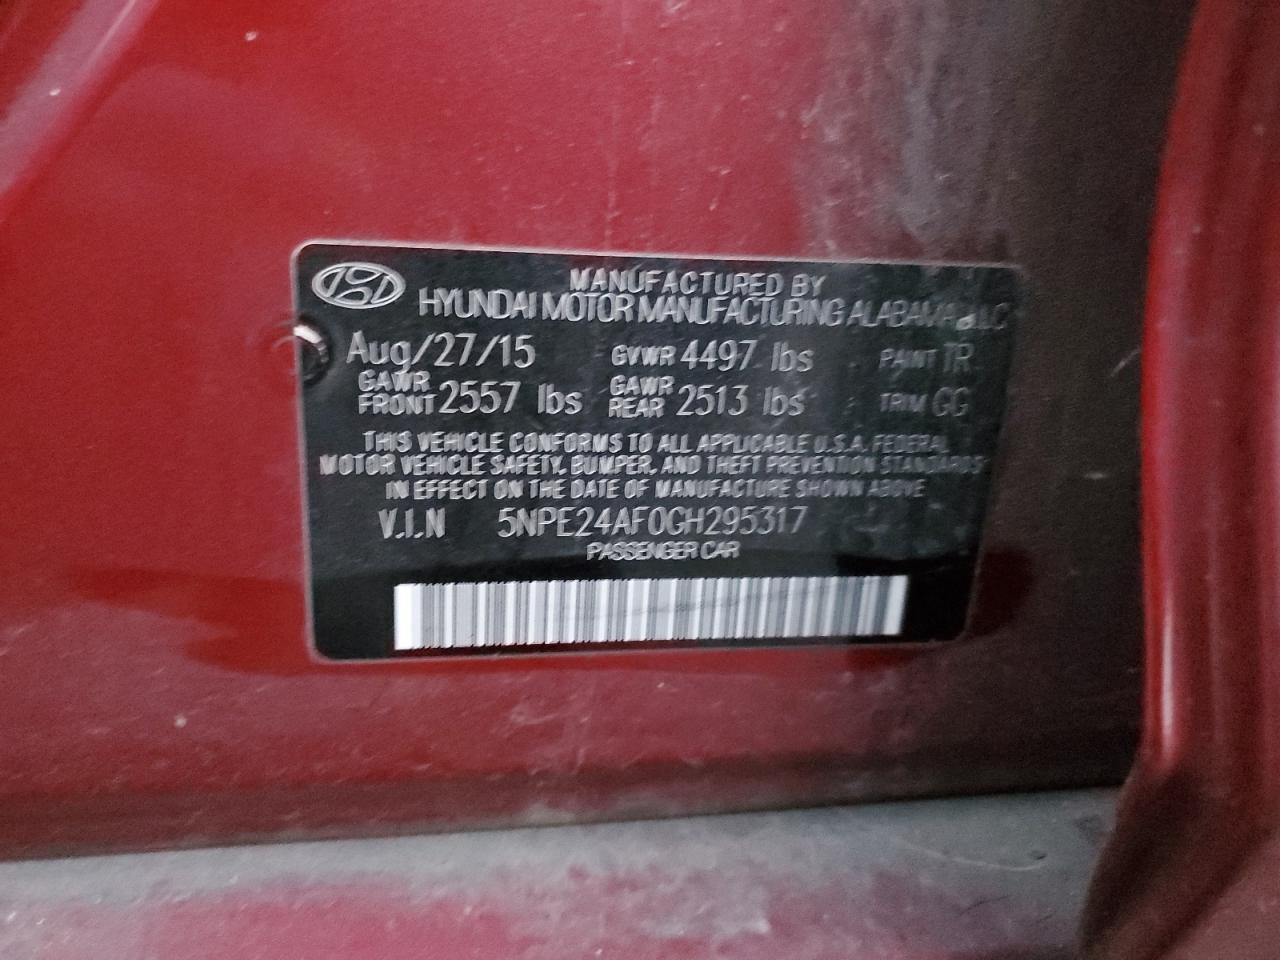 MANUFACTURED BY
HYUNDAI MOTOR MANUFACTURING ALABAMA LLC
Aug/27/15 GVWR 4497 lbs PAINT TR
GAWR FRONT 2557 lbs GAWR REAR 2513 lbs TRIM GG
THIS VEHICLE CONFORMS TO ALL APPLICABLE U.S.A. FEDERAL
MOTOR VEHICLE SAFETY, BUMPER, AND THEFT PREVENTION STANDARDS
IN EFFECT ON THE DATE OF MANUFACTURE SHOWN ABOVE
V.I.N 5NPE24AF0GH295317
PASSENGER CAR